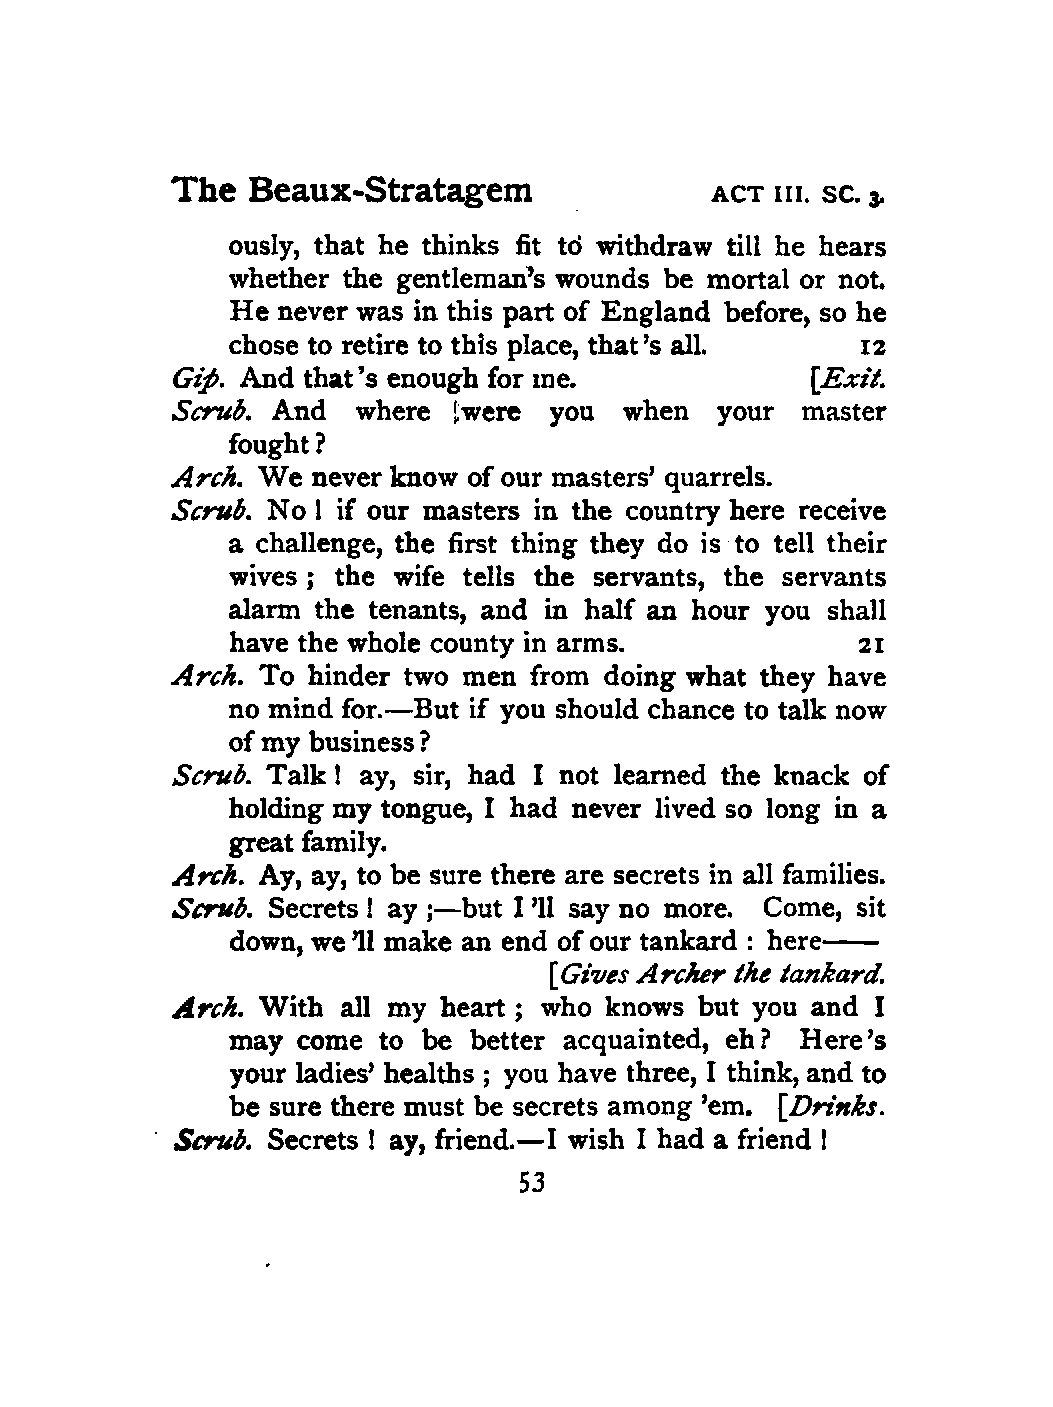 The Beaux-Stratagem ACT III. SC. 3.
ously, that he thinks fit to withdraw till he hears
whether the gentleman's wounds be mortal or not.
He never was in this part of England before, so he
chose to retire to this place, that's all. 12
Gip. And that's enough for me. [Exit.
Scrub. And where were you when your master
fought?
Arch. We never know of our masters' quarrels.
Scrub. No! if our masters in the country here receive
a challenge, the first thing they do is to tell their
wives; the wife tells the servants, the servants
alarm the tenants, and in half an hour you shall
have the whole county in arms. 21
Arch. To hinder two men from doing what they have
no mind for.—But if you should chance to talk now
of my business?
Scrub. Talk! ay, sir, had I not learned the knack of
holding my tongue, I had never lived so long in a
great family.
Arch. Ay, ay, to be sure there are secrets in all families.
Scrub. Secrets! ay;—but I'll say no more. Come, sit
down, we'll make an end of our tankard: here——
[Gives Archer the tankard.
Arch. With all my heart; who knows but you and I
may come to be better acquainted, eh? Here's
your ladies' healths; you have three, I think, and to
be sure there must be secrets among 'em. [Drinks.
Scrub. Secrets! ay, friend.—I wish I had a friend!
53